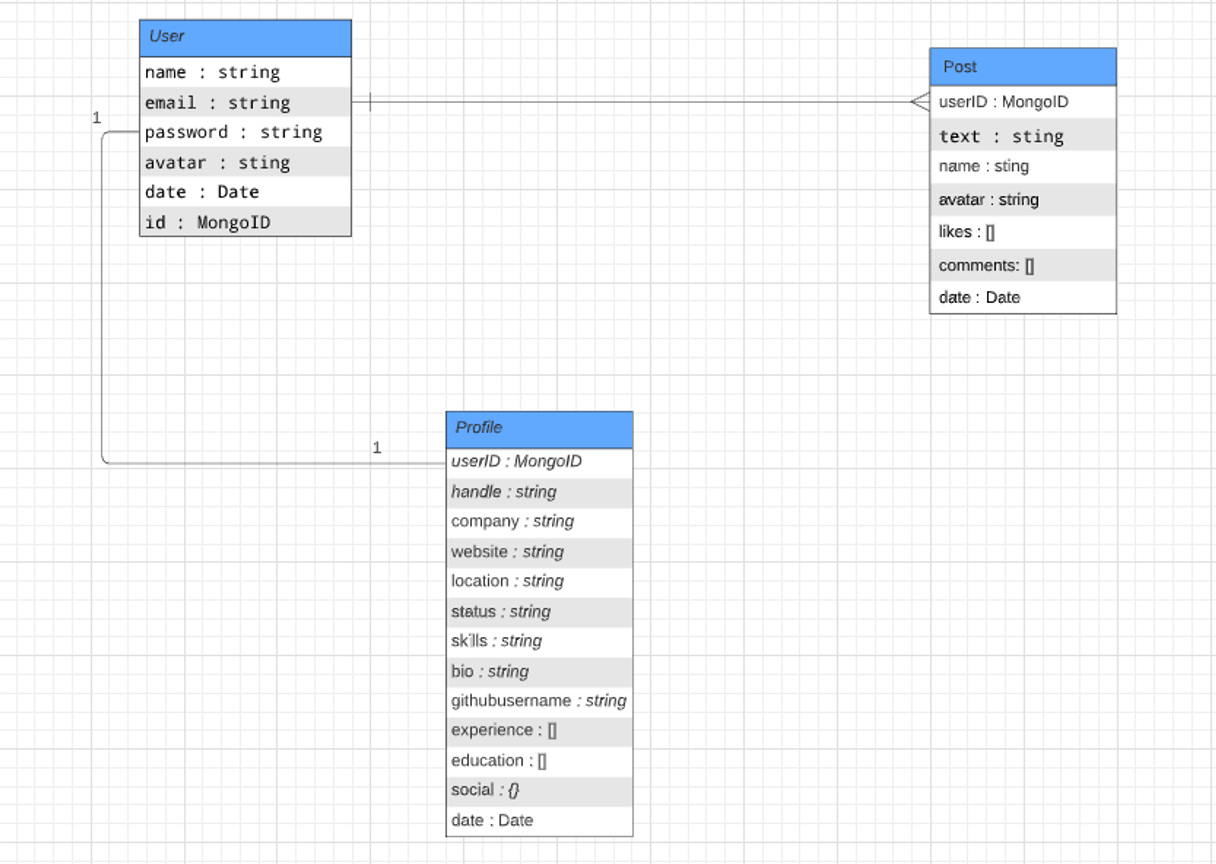 User
name : string
email : string
password : string
avatar : sting
date : Date
id : MongoID
1
Post
userID : MongoID
text : sting
name : sting
avatar : string
likes : []
comments: []
date : Date
1
Profile
userID : MongoID
handle : string
company : string
website : string
location : string
status : string
skills : string
bio : string
githubusername : string
experience : []
education : []
social : {}
date : Date